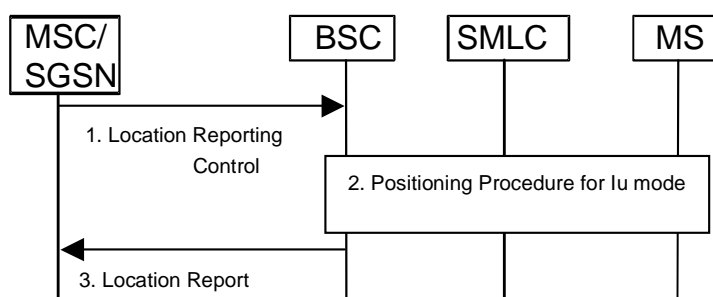 MSC/
SGSN
BSC
SMLC
MS
1. Location Reporting
Control
2. Positioning Procedure for Iu mode
3. Location Report